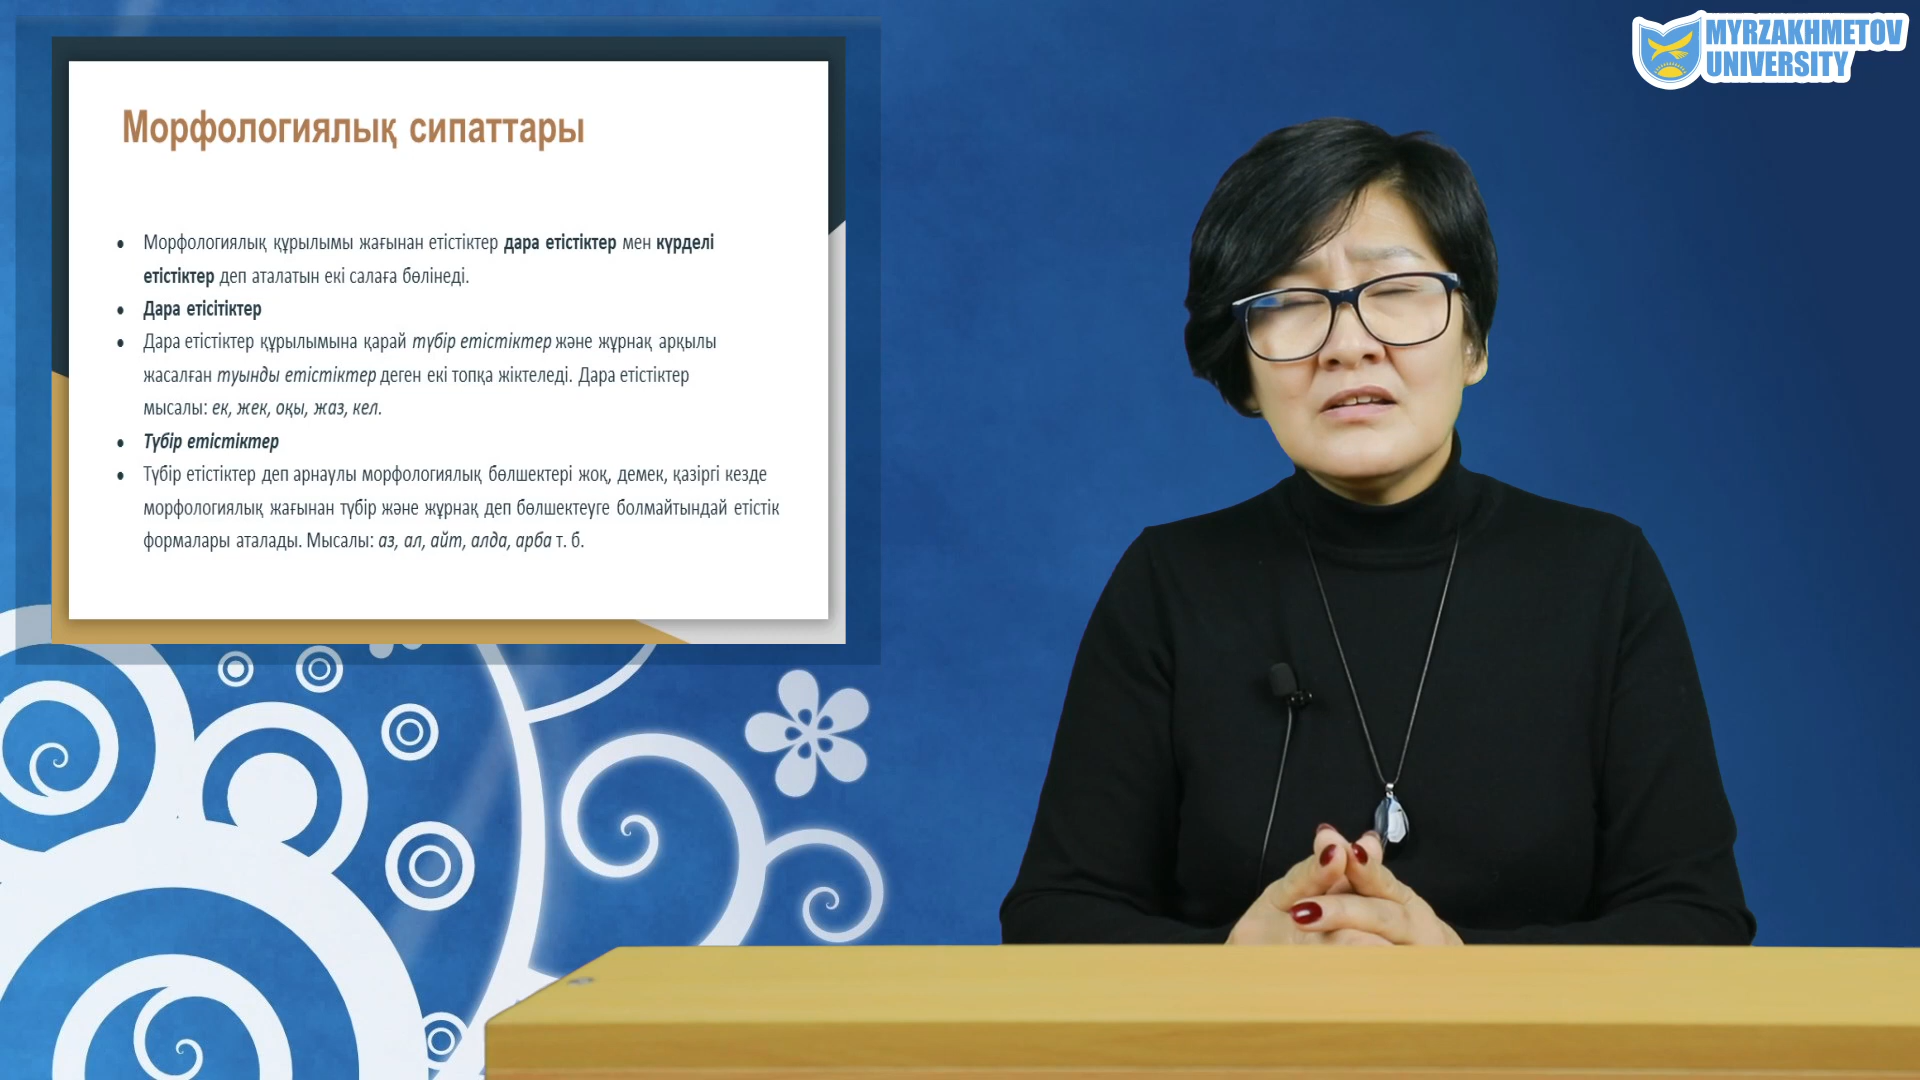 MYRZAKHMETOV
UNIVERSITY
Морфологиялық сипаттары
• Морфологиялық құрылымы жағынан етістіктер дара етістіктер мен күрделі
етістіктер деп аталатын екі салаға бөлінеді.
• Дара етісітіктер
• Дара етістіктер құрылымына қарай түбір етістіктер және жұрнақ арқылы
жасалған туынды етістіктер деген екі топқа жіктеледі. Дара етістіктер
мысалы: ек, жек, оқы, жаз, кел.
• Түбір етістіктер
• Түбір етістіктер деп арнаулы морфологиялық бөлшектері жоқ, демек, қазіргі кезде
морфологиялық жағынан түбір және жұрнақ деп бөлшектеуге болмайтындай етістік
формалары аталады. Мысалы: аз, ал, айт, алда, арба т. б.